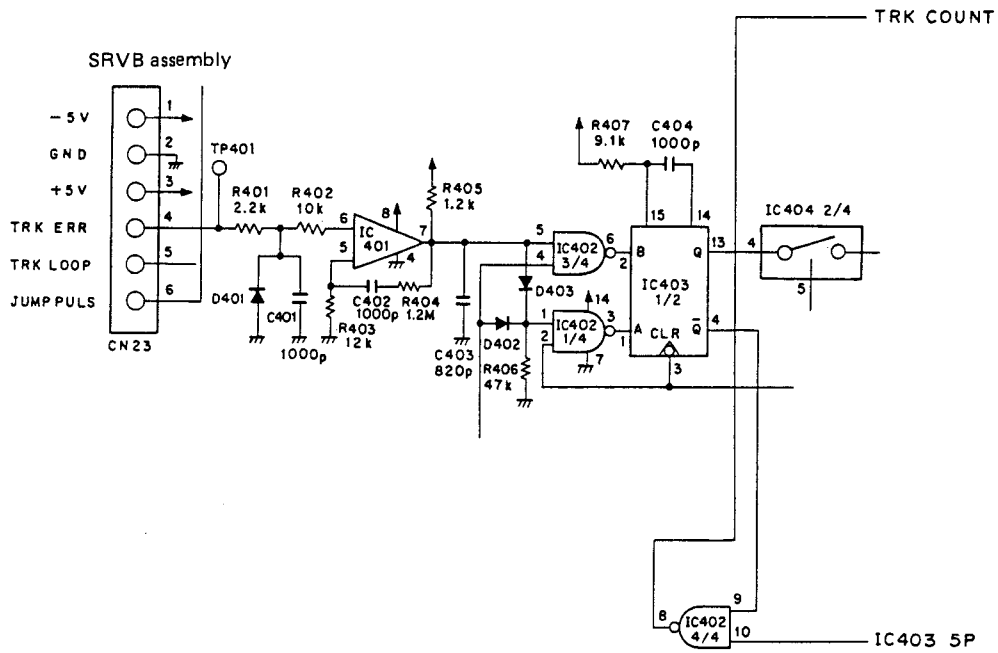 TRK COUNT
SRVB assembly
-5V 1
GND 2
+5V 3
TRK ERR 4
TRK LOOP 5
JUMP PULS 6
CN23
TP401
R401
2.2k
R402
10k
D401
C401
1000p
6
5
IC
401
8
7
4
R405
1.2k
C402
1000p
R404
1.2M
R403
12k
C403
820p
D403
D402
R406
47k
5
4
IC402
3/4
6
2
1
2
IC402
1/4
14
3
7
1
R407
9.1k
C404
1000p
15
14
B
Q
13
IC403
1/2
A
CLR
Q̅
4
3
IC404 2/4
4
5
8
IC402
4/4
9
10
IC403 5P